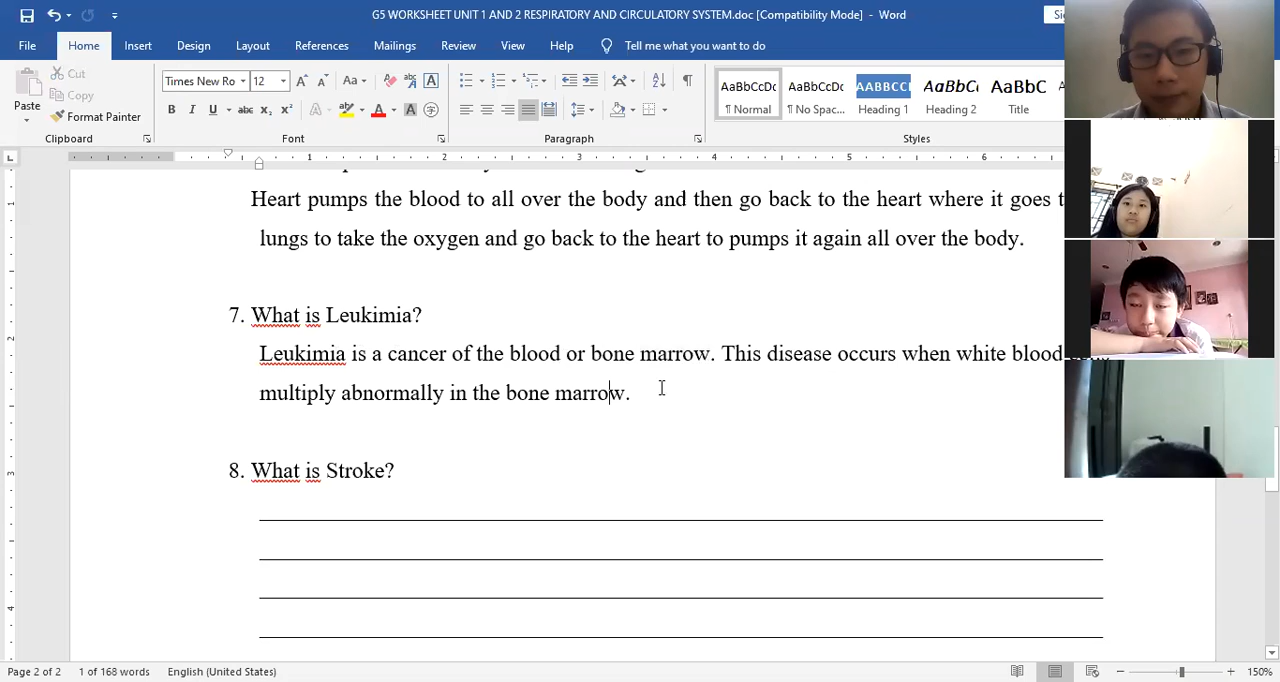 G5 WORKSHEET UNIT 1 AND 2 RESPIRATORY AND CIRCULATORY SYSTEM.doc [Compatibility Mode] - Word
File Home Insert Design Layout References Mailings Review View Help Tell me what you want to do
Paste
Cut
Copy
Format Painter
Times New Ro 12
AaBbCcDc AaBbCcDc AABBCCI AaBbCc AaBbCc
¶ Normal ¶ No Spac... Heading 1 Heading 2 Title
Clipboard Font Paragraph Styles
1 2 3 4 5 6
Heart pumps the blood to all over the body and then go back to the heart where it goes
lungs to take the oxygen and go back to the heart to pumps it again all over the body.
7. What is Leukimia?
Leukimia is a cancer of the blood or bone marrow. This disease occurs when white blood
multiply abnormally in the bone marrow.
8. What is Stroke?
Page 2 of 2 1 of 168 words English (United States) 150%